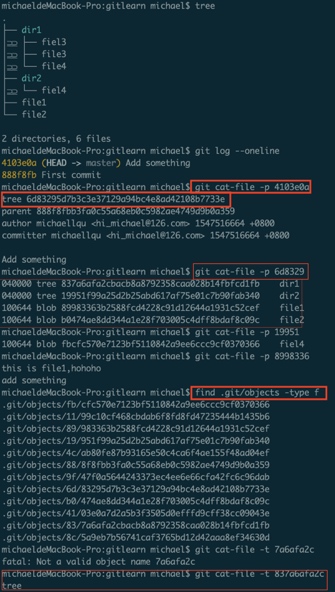 michaeldeMacBook-Pro:gitlearn michael$ tree
.
├── dir1
│   ├── fiel3
│   ├── file3
│   └── file4
├── dir2
│   └── fiel4
├── file1
└── file2
2 directories, 6 files
michaeldeMacBook-Pro:gitlearn michael$ git log --oneline
4103e0a (HEAD -> master) Add something
888f8fb First commit
michaeldeMacBook-Pro:gitlearn michael$ git cat-file -p 4103e0a
tree 6d83295d7b3c3e37129a94bc4e8ad42108b7733e
parent 888f8fbb3fa0c55a68eb0c5982ae4749d9b0a359
author michaellqu <hi_michael@126.com> 1547516664 +0800
committer michaellqu <hi_michael@126.com> 1547516664 +0800
Add something
michaeldeMacBook-Pro:gitlearn michael$ git cat-file -p 6d8329
040000 tree 837a6afa2cbacb8a8792358caa028b14fbfcd1fb dir1
040000 tree 19951f99a25d2b25abd617af75e01c7b90fab340 dir2
100644 blob 89983363b2588fcd4228c91d12644a1931c52cef file1
100644 blob b0474ae8dd344a1e28f703005c4dff8bdaf8c09c file2
michaeldeMacBook-Pro:gitlearn michael$ git cat-file -p 19951
100644 blob fbcfc570e7123bf5110842a9ee6ccc9cf0370366 fiel4
michaeldeMacBook-Pro:gitlearn michael$ git cat-file -p 8998336
this is file1,hohoho
add something
michaeldeMacBook-Pro:gitlearn michael$ find .git/objects -type f
.git/objects/fb/cfc570e7123bf5110842a9ee6ccc9cf0370366
.git/objects/11/99c10cf468cbdab6f8fd8fd47235444b1435b6
.git/objects/89/983363b2588fcd4228c91d12644a1931c52cef
.git/objects/19/951f99a25d2b25abd617af75e01c7b90fab340
.git/objects/4c/ab80fe87b93165e50c4ca6f4ae155f48ad04ef
.git/objects/88/8f8fbb3fa0c55a68eb0c5982ae4749d9b0a359
.git/objects/9f/47f0a5644243373ec4ee6e66cfa42fc6c96dab
.git/objects/6d/83295d7b3c3e37129a94bc4e8ad42108b7733e
.git/objects/b0/474ae8dd344a1e28f703005c4dff8bdaf8c09c
.git/objects/41/03e0a7d2a5b3f3505d0efffd9cff38cc09043e
.git/objects/83/7a6afa2cbacb8a8792358caa028b14fbfcd1fb
.git/objects/8c/5a9eb7b56741caf3765bd12d42aaa8ef34630d
michaeldeMacBook-Pro:gitlearn michael$ git cat-file -t 7a6afa2c
fatal: Not a valid object name 7a6afa2c
michaeldeMacBook-Pro:gitlearn michael$ git cat-file -t 837a6afa2c
tree